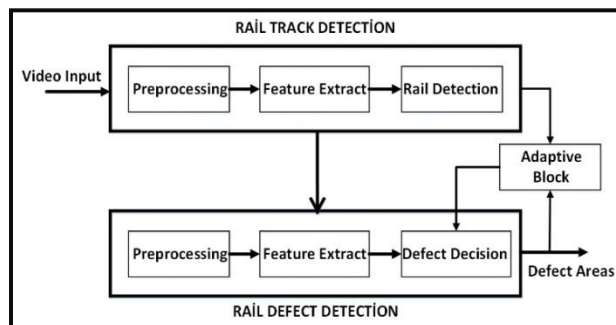 RAİL TRACK DETECTİON
Video Input
Preprocessing
Feature Extract
Rail Detection
Adaptive
Block
Preprocessing
Feature Extract
Defect Decision
Defect Areas
RAİL DEFECT DETECTİON